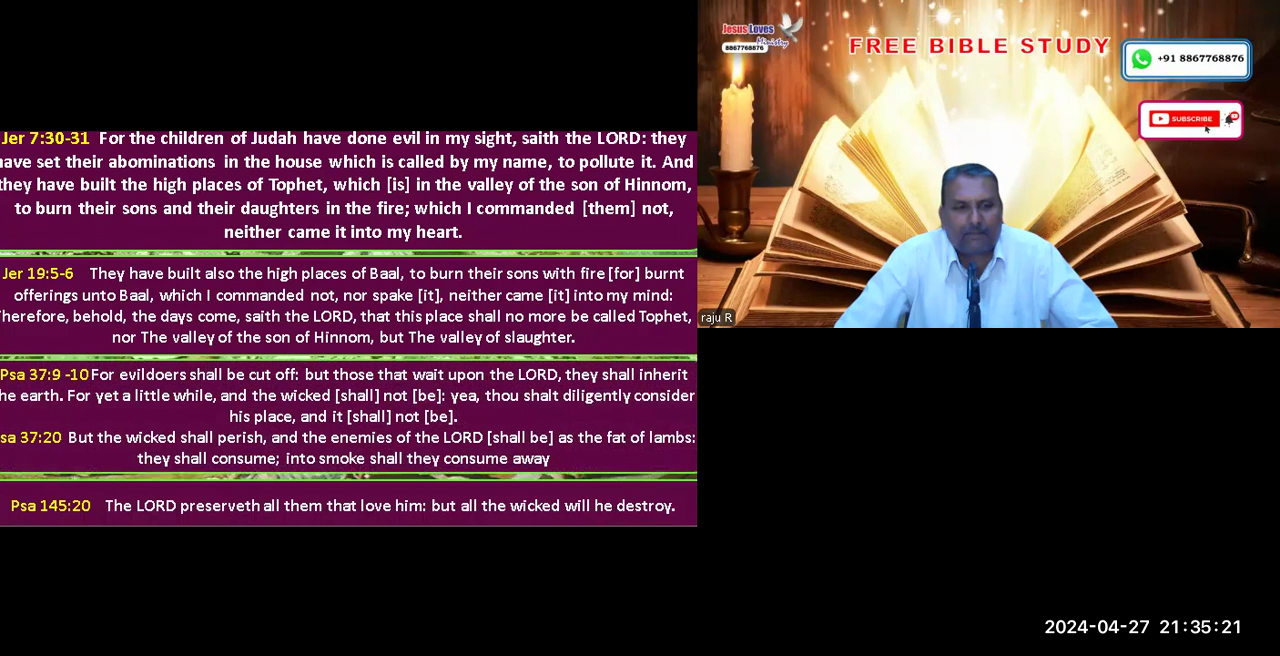 Jer 7:30-31 For the children of Judah have done evil in my sight, saith the LORD: they
have set their abominations in the house which is called by my name, to pollute it. And
they have built the high places of Tophet, which [is] in the valley of the son of Hinnom,
to burn their sons and their daughters in the fire; which I commanded [them] not,
neither came it into my heart.
Jer 19:5-6 They have built also the high places of Baal, to burn their sons with fire [for] burnt
offerings unto Baal, which I commanded not, nor spake [it], neither came [it] into my mind:
Therefore, behold, the days come, saith the LORD, that this place shall no more be called Tophet,
nor The valley of the son of Hinnom, but The valley of slaughter.
Psa 37:9 -10 For evildoers shall be cut off: but those that wait upon the LORD, they shall inherit
the earth. For yet a little while, and the wicked [shall] not [be]: yea, thou shalt diligently consider
his place, and it [shall] not [be].
sa 37:20 But the wicked shall perish, and the enemies of the LORD [shall be] as the fat of lambs:
they shall consume; into smoke shall they consume away
Psa 145:20 The LORD preserveth all them that love him: but all the wicked will he destroy.
Jesus Loves
Ministry
8867768876
FREE BIBLE STUDY
+91 8867768876
SUBSCRIBE
raju R
2024-04-27 21:35:21